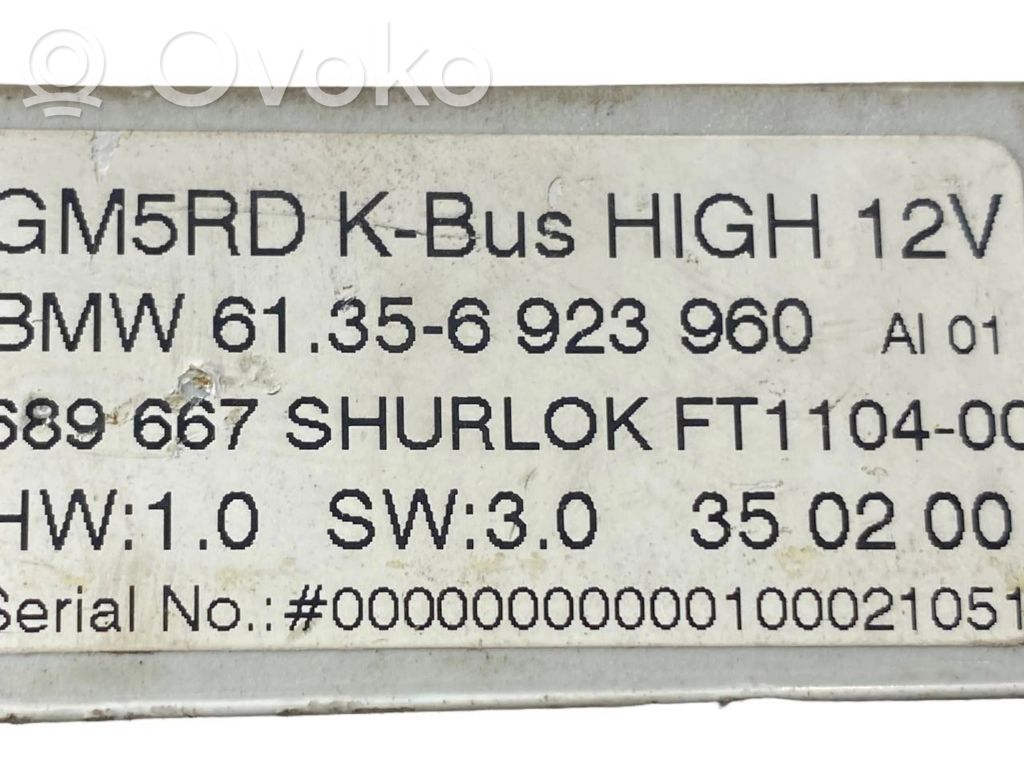 Ovoko
GM5RD K-Bus HIGH 12V
BMW 61.35-6 923 960 AI 01
689 667 SHURLOK FT1104-00
HW:1.0 SW:3.0 35 02 00
Serial No.:#000000000000100021051